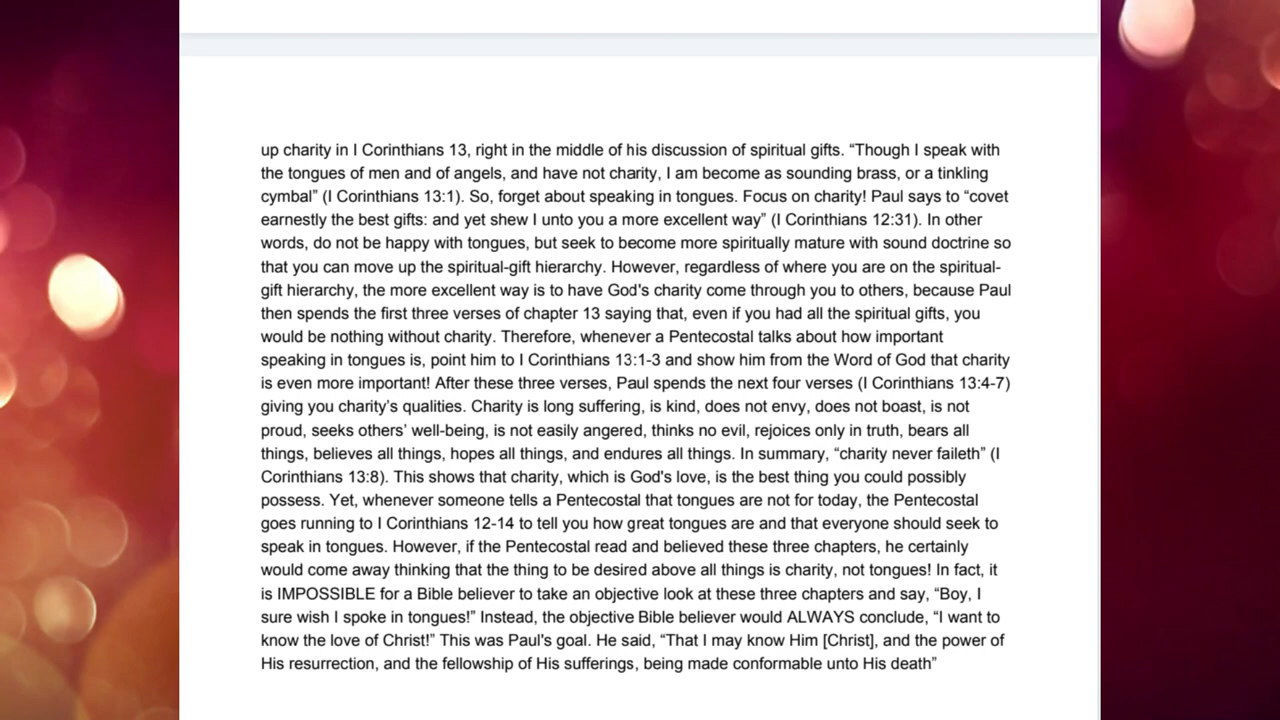 up charity in I Corinthians 13, right in the middle of his discussion of spiritual gifts. “Though I speak with
the tongues of men and of angels, and have not charity, I am become as sounding brass, or a tinkling
cymbal” (I Corinthians 13:1). So, forget about speaking in tongues. Focus on charity! Paul says to “covet
earnestly the best gifts: and yet shew I unto you a more excellent way” (I Corinthians 12:31). In other
words, do not be happy with tongues, but seek to become more spiritually mature with sound doctrine so
that you can move up the spiritual-gift hierarchy. However, regardless of where you are on the spiritual-
gift hierarchy, the more excellent way is to have God's charity come through you to others, because Paul
then spends the first three verses of chapter 13 saying that, even if you had all the spiritual gifts, you
would be nothing without charity. Therefore, whenever a Pentecostal talks about how important
speaking in tongues is, point him to I Corinthians 13:1-3 and show him from the Word of God that charity
is even more important! After these three verses, Paul spends the next four verses (I Corinthians 13:4-7)
giving you charity’s qualities. Charity is long suffering, is kind, does not envy, does not boast, is not
proud, seeks others’ well-being, is not easily angered, thinks no evil, rejoices only in truth, bears all
things, believes all things, hopes all things, and endures all things. In summary, “charity never faileth” (I
Corinthians 13:8). This shows that charity, which is God's love, is the best thing you could possibly
possess. Yet, whenever someone tells a Pentecostal that tongues are not for today, the Pentecostal
goes running to I Corinthians 12-14 to tell you how great tongues are and that everyone should seek to
speak in tongues. However, if the Pentecostal read and believed these three chapters, he certainly
would come away thinking that the thing to be desired above all things is charity, not tongues! In fact, it
is IMPOSSIBLE for a Bible believer to take an objective look at these three chapters and say, “Boy, I
sure wish I spoke in tongues!” Instead, the objective Bible believer would ALWAYS conclude, “I want to
know the love of Christ!” This was Paul's goal. He said, “That I may know Him [Christ], and the power of
His resurrection, and the fellowship of His sufferings, being made conformable unto His death”